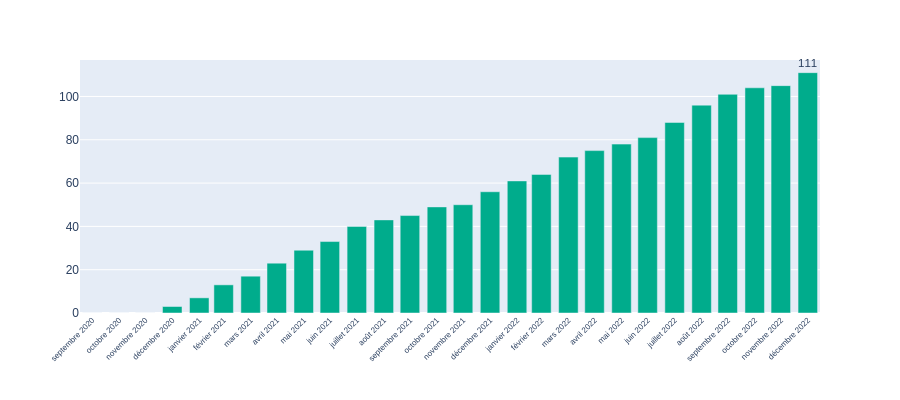 111
100
80
60
40
20
0
septembre 2020
octobre 2020
novembre 2020
décembre 2020
janvier 2021
février 2021
mars 2021
avril 2021
mai 2021
juin 2021
juillet 2021
août 2021
septembre 2021
octobre 2021
novembre 2021
décembre 2021
janvier 2022
février 2022
mars 2022
avril 2022
mai 2022
juin 2022
juillet 2022
août 2022
septembre 2022
octobre 2022
novembre 2022
décembre 2022